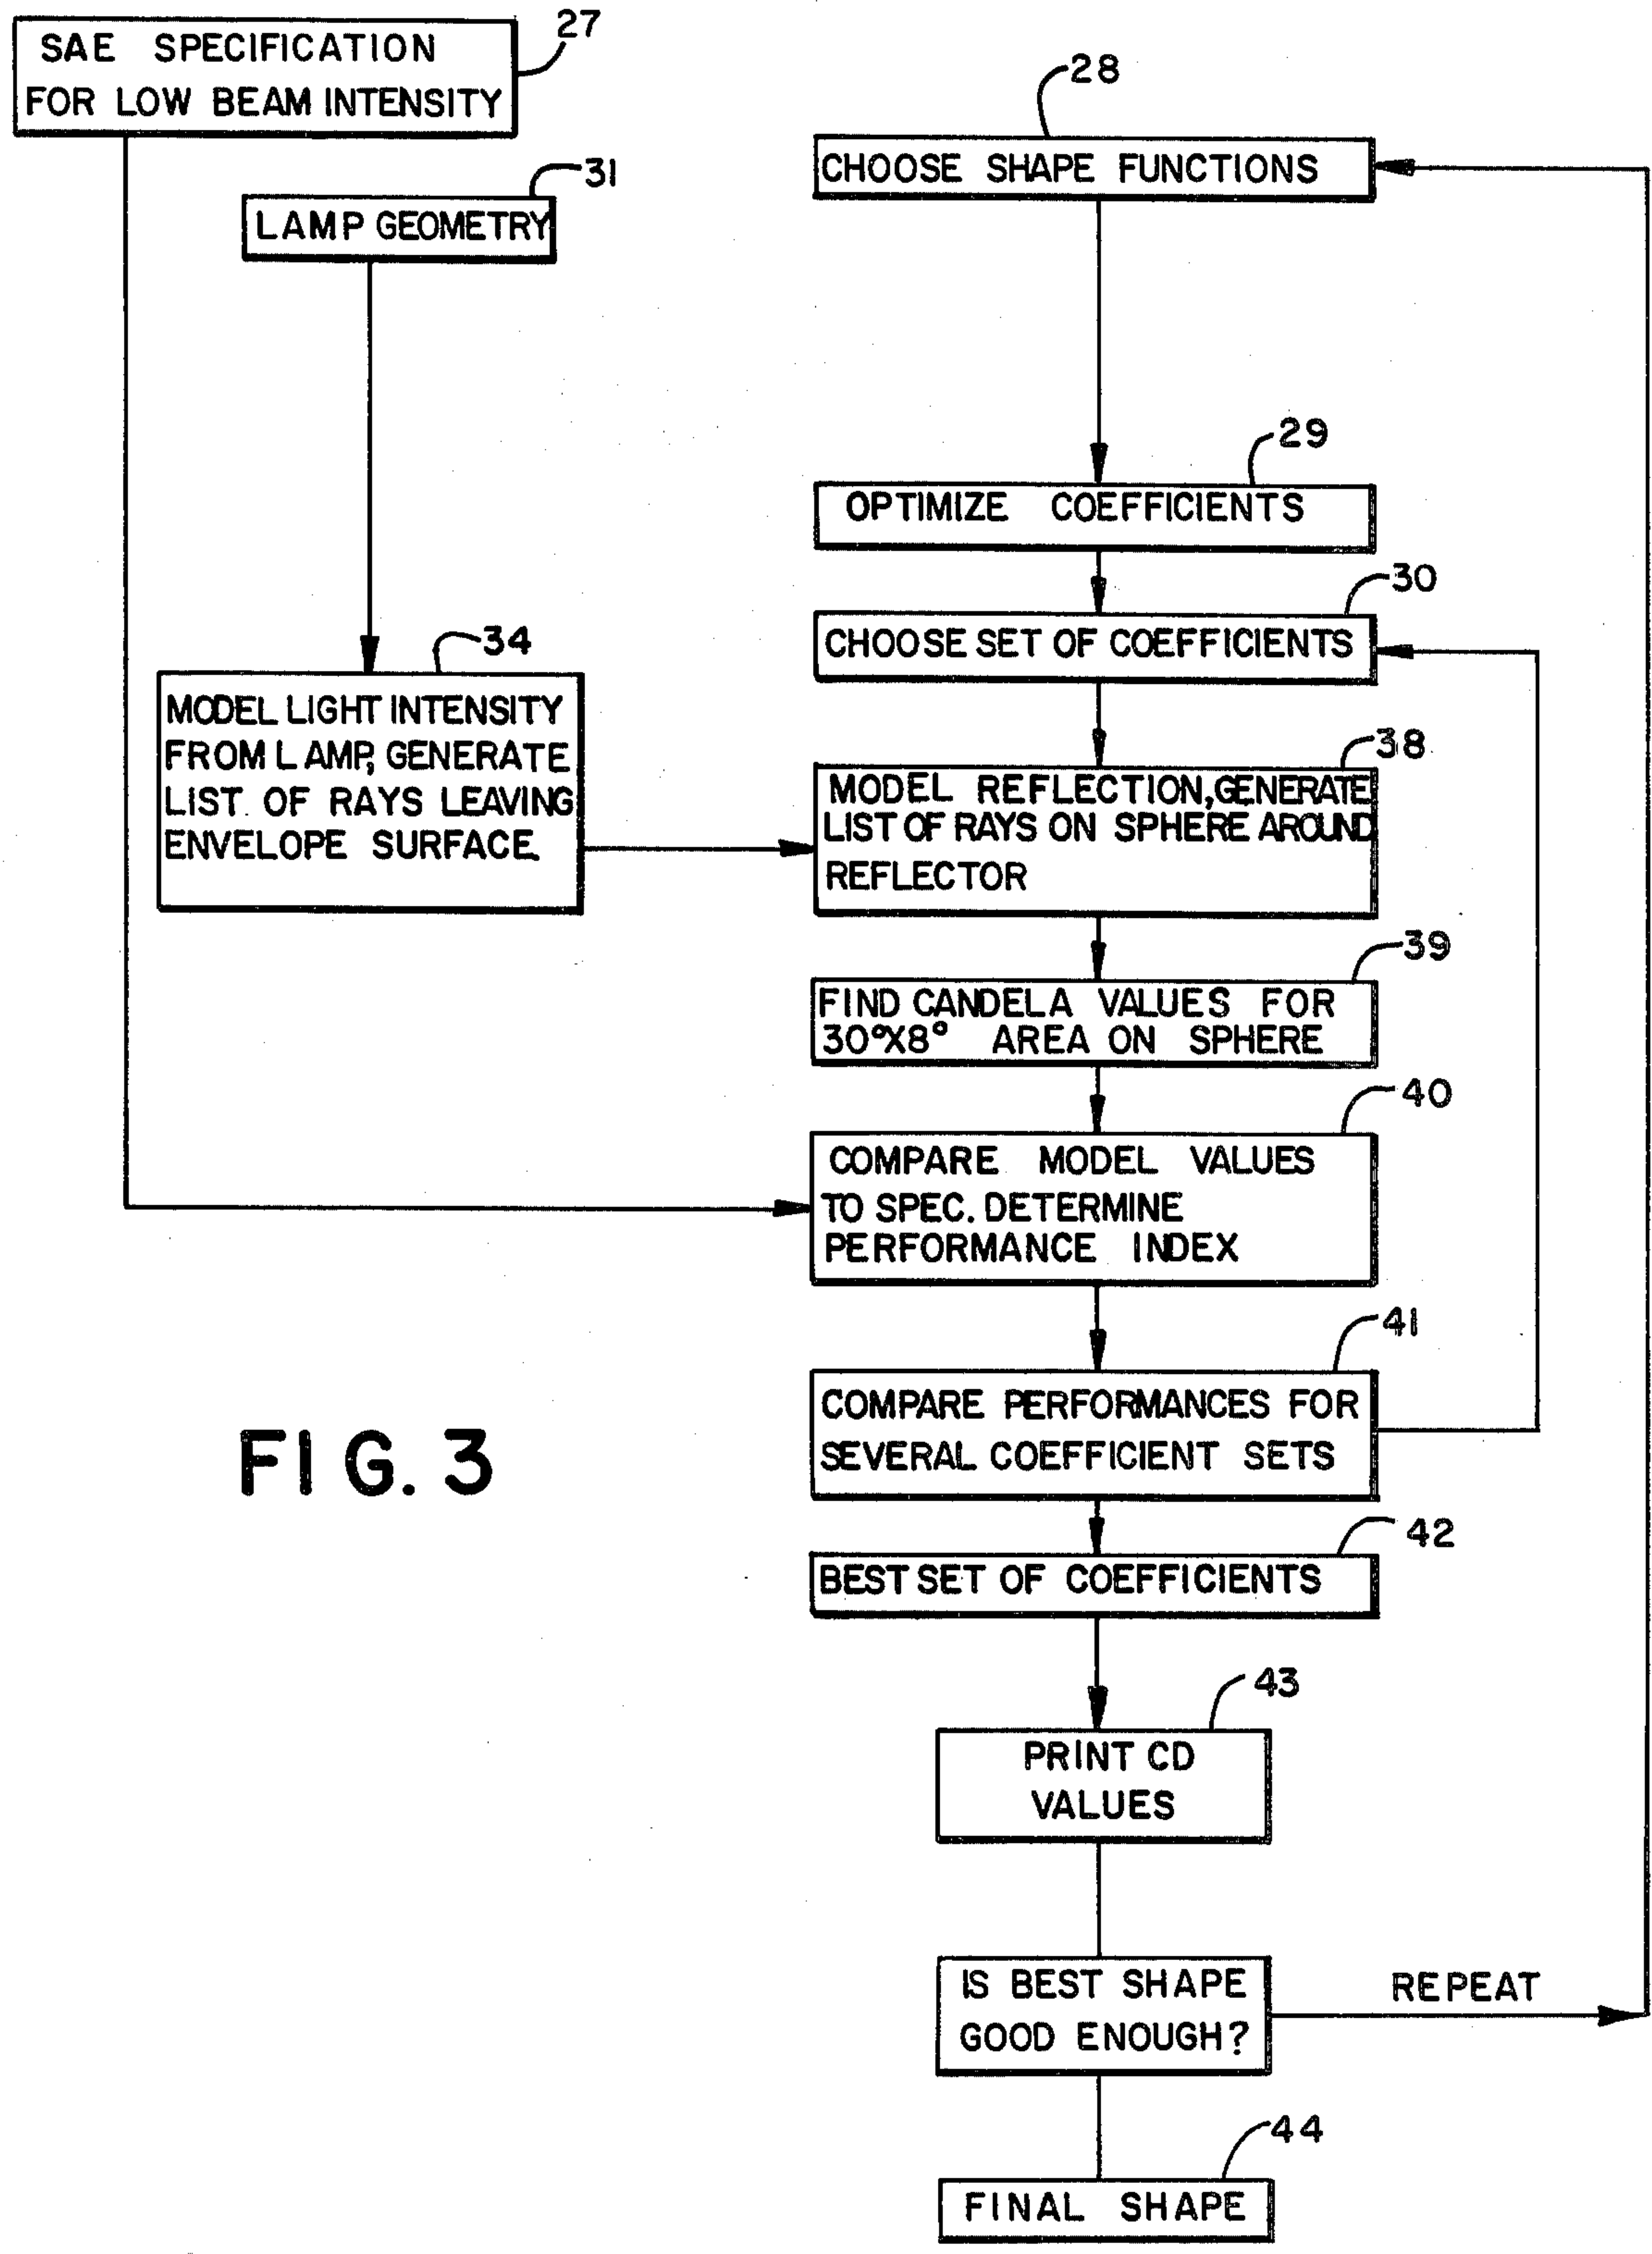 27
SAE SPECIFICATION
FOR LOW BEAM INTENSITY
31
LAMP GEOMETRY
34
MODEL LIGHT INTENSITY
FROM LAMP, GENERATE
LIST. OF RAYS LEAVING
ENVELOPE SURFACE.
28
CHOOSE SHAPE FUNCTIONS
29
OPTIMIZE COEFFICIENTS
30
CHOOSE SET OF COEFFICIENTS
38
MODEL REFLECTION, GENERATE
LIST OF RAYS ON SPHERE AROUND
REFLECTOR
39
FIND CANDELA VALUES FOR
30°X8° AREA ON SPHERE
40
COMPARE MODEL VALUES
TO SPEC. DETERMINE
PERFORMANCE INDEX
41
COMPARE PERFORMANCES FOR
SEVERAL COEFFICIENT SETS
42
BEST SET OF COEFFICIENTS
43
PRINT CD
VALUES
IS BEST SHAPE
GOOD ENOUGH?
REPEAT
44
FINAL SHAPE
FIG. 3